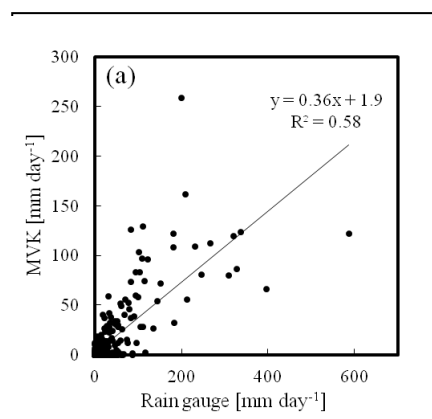 (a)
y = 0.36x + 1.9
R² = 0.58
MVK [mm day⁻¹]
300
250
200
150
100
50
0
0 200 400 600
Rain gauge [mm day⁻¹]